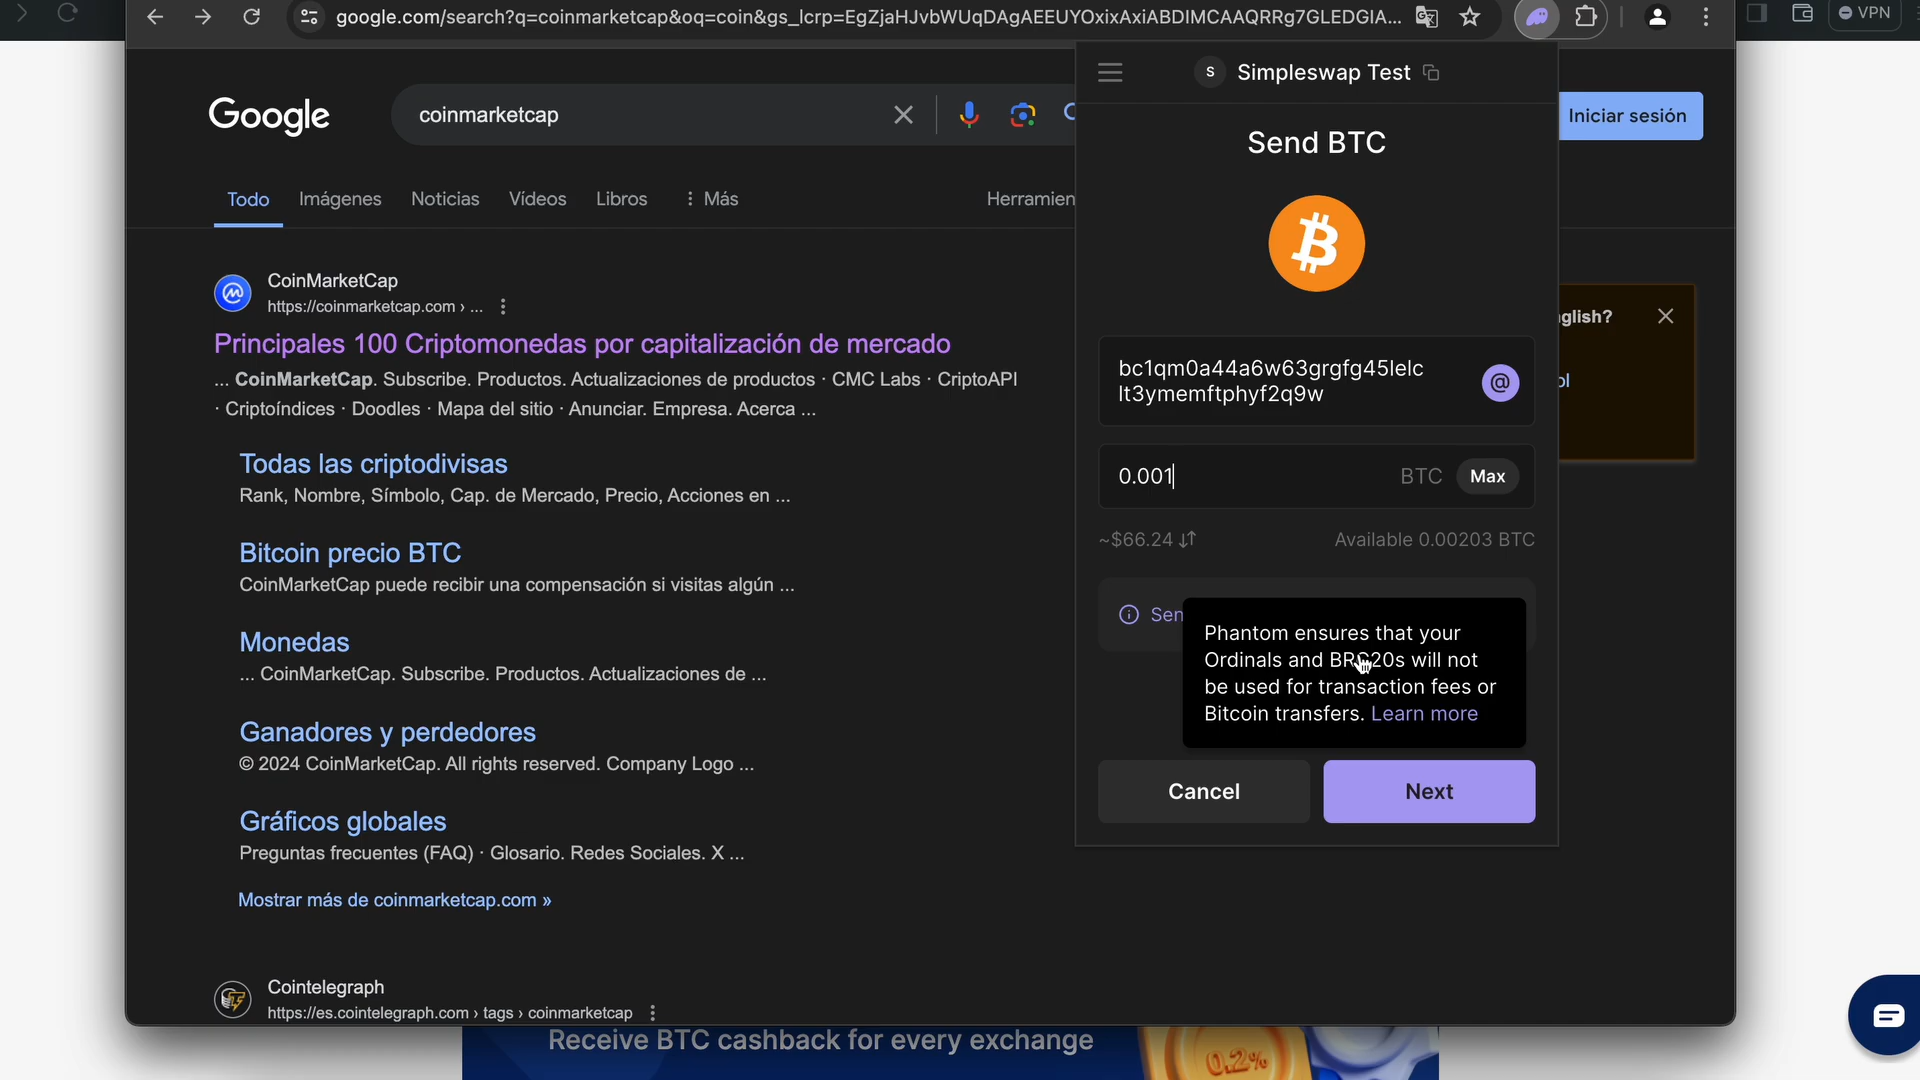 google.com/search?q=coinmarketcap&oq=coin&gs_lcrp=EgZjaHJvbWUqDAgAEEUYOxixAxiABDIMCAAQRRg7GLEDGIA...
VPN
Google
coinmarketcap
Iniciar sesión
Todo
Imágenes
Noticias
Vídeos
Libros
Más
Herramien
CoinMarketCap
https://coinmarketcap.com › ...
Principales 100 Criptomonedas por capitalización de mercado
... CoinMarketCap. Subscribe. Productos. Actualizaciones de productos · CMC Labs · CriptoAPI
· Criptoíndices · Doodles · Mapa del sitio · Anunciar. Empresa. Acerca ...
Todas las criptodivisas
Rank, Nombre, Símbolo, Cap. de Mercado, Precio, Acciones en ...
Bitcoin precio BTC
CoinMarketCap puede recibir una compensación si visitas algún ...
Monedas
... CoinMarketCap. Subscribe. Productos. Actualizaciones de ...
Ganadores y perdedores
© 2024 CoinMarketCap. All rights reserved. Company Logo ...
Gráficos globales
Preguntas frecuentes (FAQ) · Glosario. Redes Sociales. X ...
Mostrar más de coinmarketcap.com »
Cointelegraph
https://es.cointelegraph.com › tags › coinmarketcap
S
Simpleswap Test
Send BTC
bc1qm0a44a6w63grgfg45lelc
lt3ymemftphyf2q9w
@
0.001
BTC
Max
~$66.24
Available 0.00203 BTC
Sen
Phantom ensures that your
Ordinals and BRC20s will not
be used for transaction fees or
Bitcoin transfers. Learn more
Cancel
Next
glish?
ol
Receive BTC cashback for every exchange
0.2%